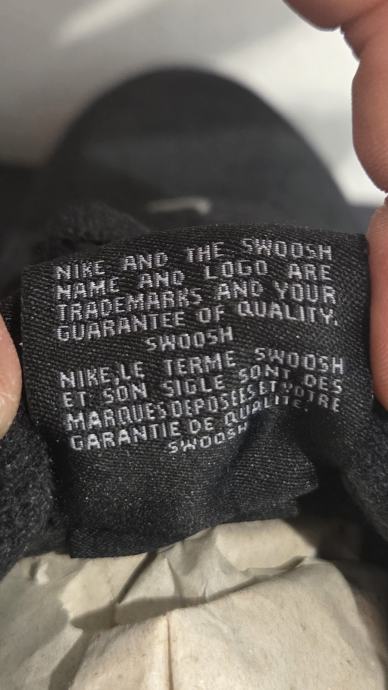 NIKE AND THE SWOOSH
NAME AND LOGO ARE
TRADEMARKS AND YOUR
GUARANTEE OF QUALITY.
SWOOSH
NIKE,LE TERME SWOOSH
ET SON SIGLE SONT DES
MARQUES DEPOSEES ET VOTRE
GARANTIE DE QUALITE.
SWOOSH